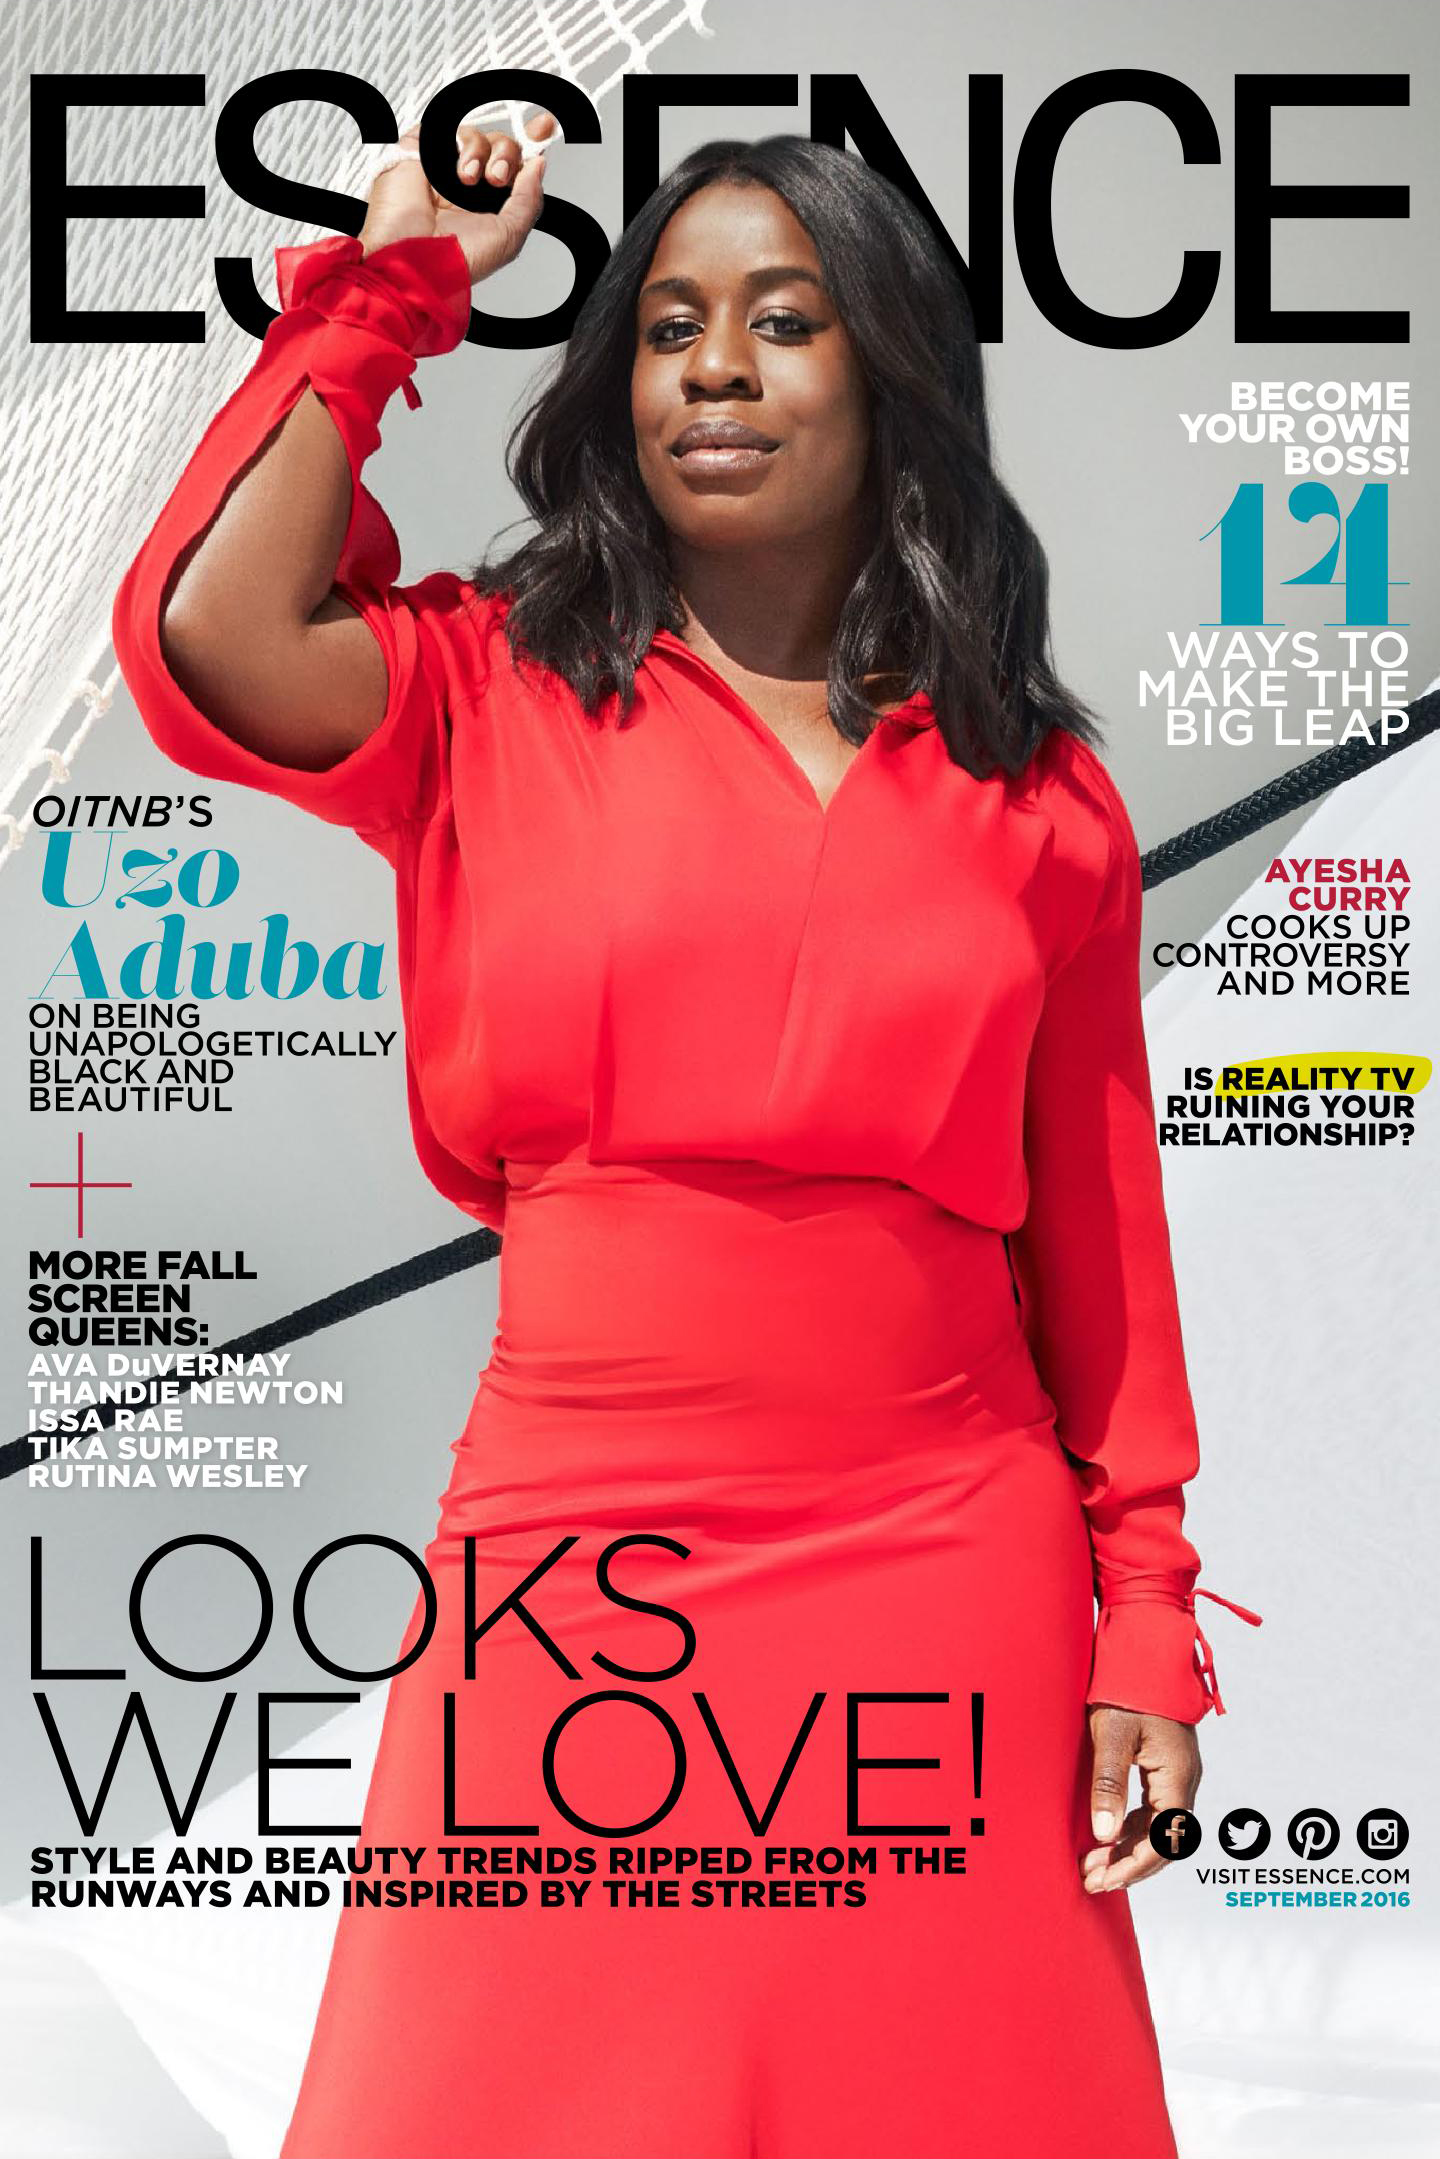 ESSENCE
BECOME
YOUR OWN
BOSS!
14
WAYS TO
MAKE THE
BIG LEAP
OITNB'S
Uzo
Aduba
ON BEING
UNAPOLOGETICALLY
BLACK AND
BEAUTIFUL
+
MORE FALL
SCREEN
QUEENS:
AVA DuVERNAY
THANDIE NEWTON
ISSA RAE
TIKA SUMPTER
RUTINA WESLEY
AYESHA
CURRY
COOKS UP
CONTROVERSY
AND MORE
IS REALITY TV
RUINING YOUR
RELATIONSHIP?
LOOKS
WE LOVE!
STYLE AND BEAUTY TRENDS RIPPED FROM THE
RUNWAYS AND INSPIRED BY THE STREETS
VISIT ESSENCE.COM
SEPTEMBER 2016